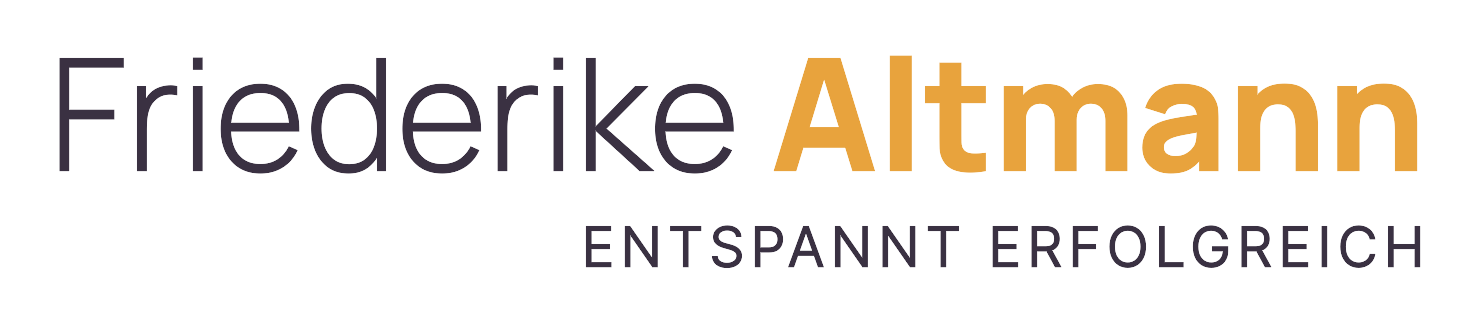 Friederike Altmann
ENTSPANNT ERFOLGREICH